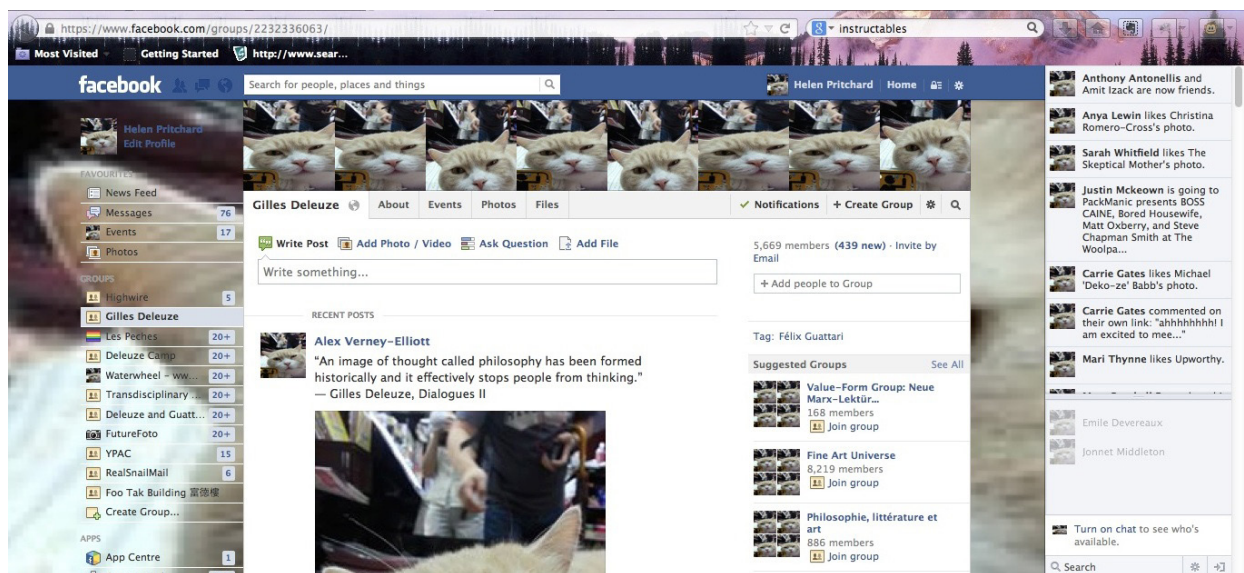 https://www.facebook.com/groups/2232336063/
instructables
Most Visited
Getting Started
http://www.sear...
facebook
Search for people, places and things
Helen Pritchard
Home
Helen Pritchard
Edit Profile
FAVOURITES
News Feed
Messages 76
Events 17
Photos
GROUPS
Highwire 5
Gilles Deleuze
Les Peches 20+
Deleuze Camp 20+
Waterwheel – ww... 20+
Transdisciplinary ... 20+
Deleuze and Guatt... 20+
FutureFoto 20+
YPAC 15
RealSnailMail 6
Foo Tak Building 富德樓
Create Group...
APPS
App Centre 1
Gilles Deleuze
About
Events
Photos
Files
Notifications
+ Create Group
Write Post
Add Photo / Video
Ask Question
Add File
Write something...
RECENT POSTS
Alex Verney-Elliott
“An image of thought called philosophy has been formed
historically and it effectively stops people from thinking.”
― Gilles Deleuze, Dialogues II
5,669 members (439 new) · Invite by
Email
+ Add people to Group
Tag: Félix Guattari
Suggested Groups See All
Value-Form Group: Neue
Marx-Lektür...
168 members
Join group
Fine Art Universe
8,219 members
Join group
Philosophie, littérature et
art
886 members
Join group
Anthony Antonellis and
Amit Izack are now friends.
Anya Lewin likes Christina
Romero-Cross's photo.
Sarah Whitfield likes The
Skeptical Mother's photo.
Justin Mckeown is going to
PackManic presents BOSS
CAINE, Bored Housewife,
Matt Oxberry, and Steve
Chapman Smith at The
Woolpa...
Carrie Gates likes Michael
'Deko-ze' Babb's photo.
Carrie Gates commented on
their own link: "ahhhhhhhh! I
am excited to mee..."
Mari Thynne likes Upworthy.
Emile Devereaux
Jonnet Middleton
Turn on chat to see who's
available.
Search